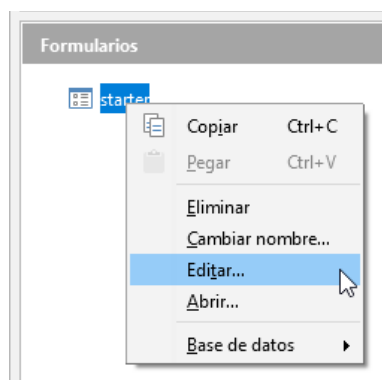 Formularios
starter
Copiar Ctrl+C
Pegar Ctrl+V
Eliminar
Cambiar nombre...
Editar...
Abrir...
Base de datos